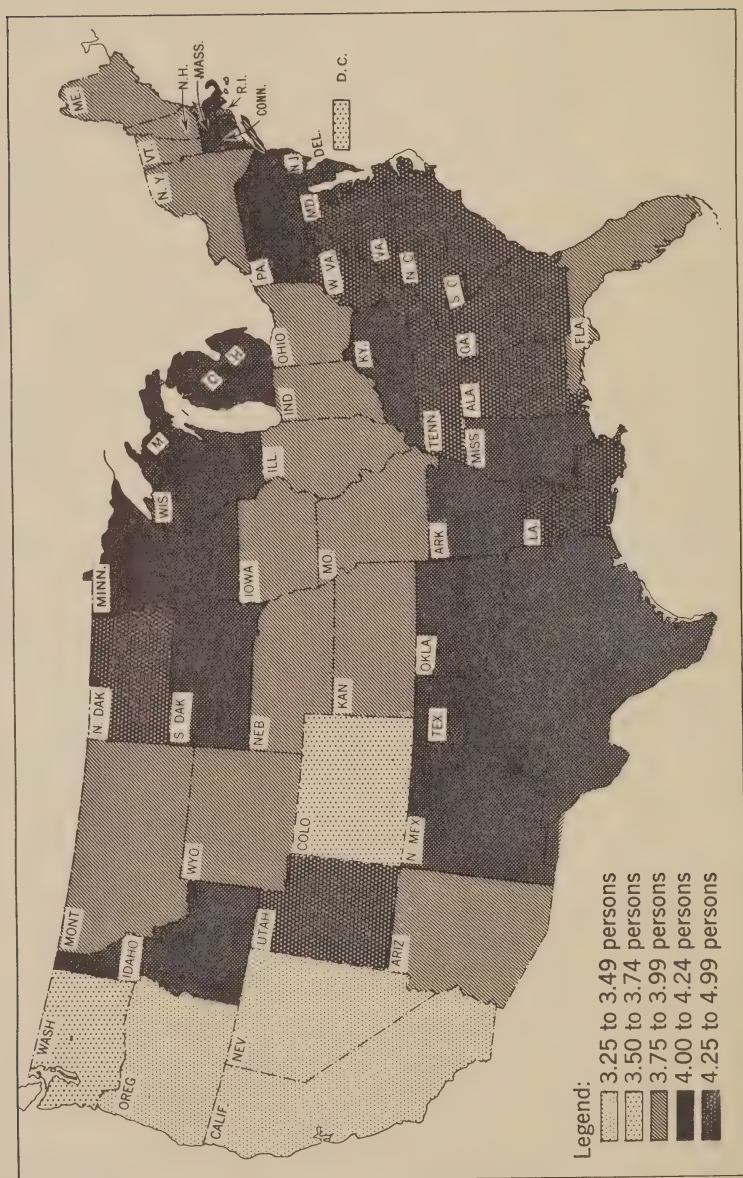 WASH
MONT
N. DAK
MINN.
WIS
M
I
C
H
N.Y
VT.
ME.
N.H.
MASS.
R.I.
CONN.
OREG
IDAHO
WYO.
S DAK
IOWA
ILL.
IND
OHIO
PA.
N.J.
DEL.
D.C.
CALIF
NEV.
UTAH
COLO
NEB
KAN
MO.
KY.
W. VA
MD.
VA.
ARIZ
N MEX
TEX.
OKLA
ARK
TENN.
N C
S C
MISS
ALA
GA
LA.
FLA.
Legend:
3.25 to 3.49 persons
3.50 to 3.74 persons
3.75 to 3.99 persons
4.00 to 4.24 persons
4.25 to 4.99 persons